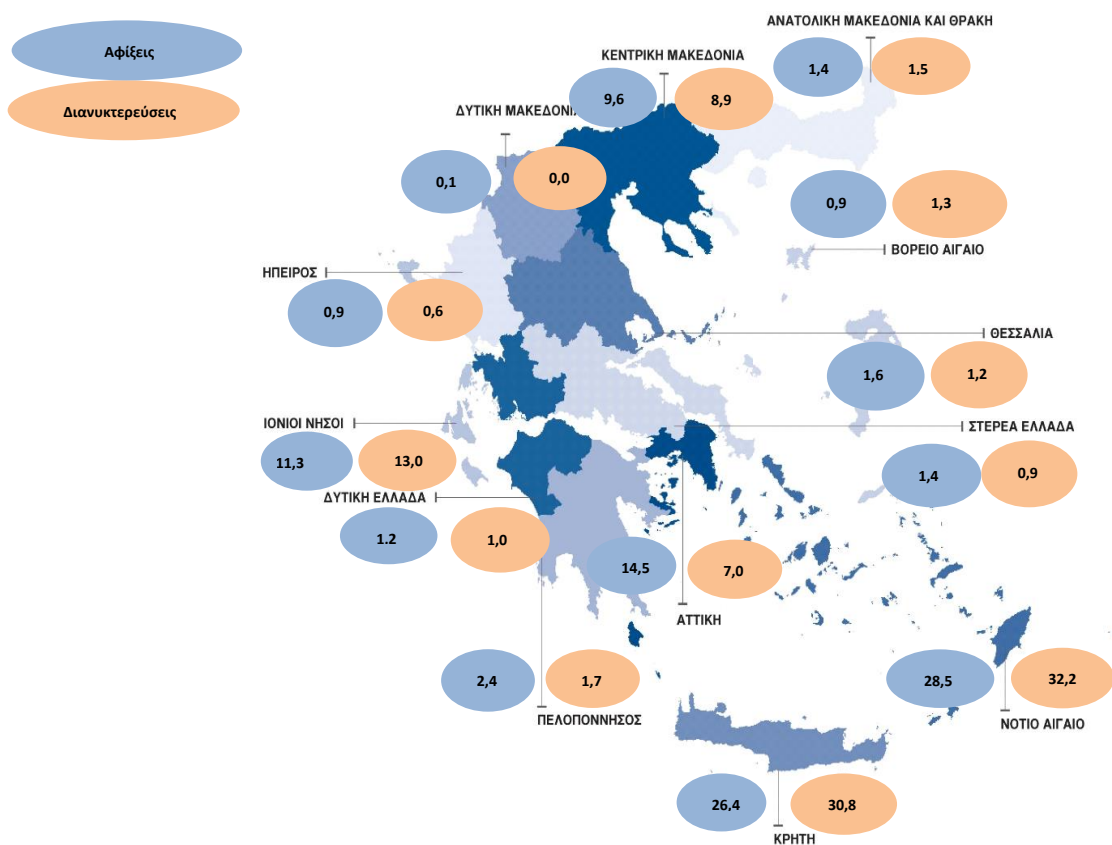 Αφίξεις
Διανυκτερεύσεις
ΑΝΑΤΟΛΙΚΗ ΜΑΚΕΔΟΝΙΑ ΚΑΙ ΘΡΑΚΗ
1,4
1,5
ΚΕΝΤΡΙΚΗ ΜΑΚΕΔΟΝΙΑ
9,6
8,9
ΔΥΤΙΚΗ ΜΑΚΕΔΟΝΙΑ
0,1
0,0
0,9
1,3
ΒΟΡΕΙΟ ΑΙΓΑΙΟ
ΗΠΕΙΡΟΣ
0,9
0,6
ΘΕΣΣΑΛΙΑ
1,6
1,2
ΙΟΝΙΟΙ ΝΗΣΟΙ
11,3
13,0
ΣΤΕΡΕΑ ΕΛΛΑΔΑ
1,4
0,9
ΔΥΤΙΚΗ ΕΛΛΑΔΑ
1.2
1,0
14,5
7,0
ΑΤΤΙΚΗ
2,4
1,7
ΠΕΛΟΠΟΝΝΗΣΟΣ
28,5
32,2
ΝΟΤΙΟ ΑΙΓΑΙΟ
26,4
30,8
ΚΡΗΤΗ